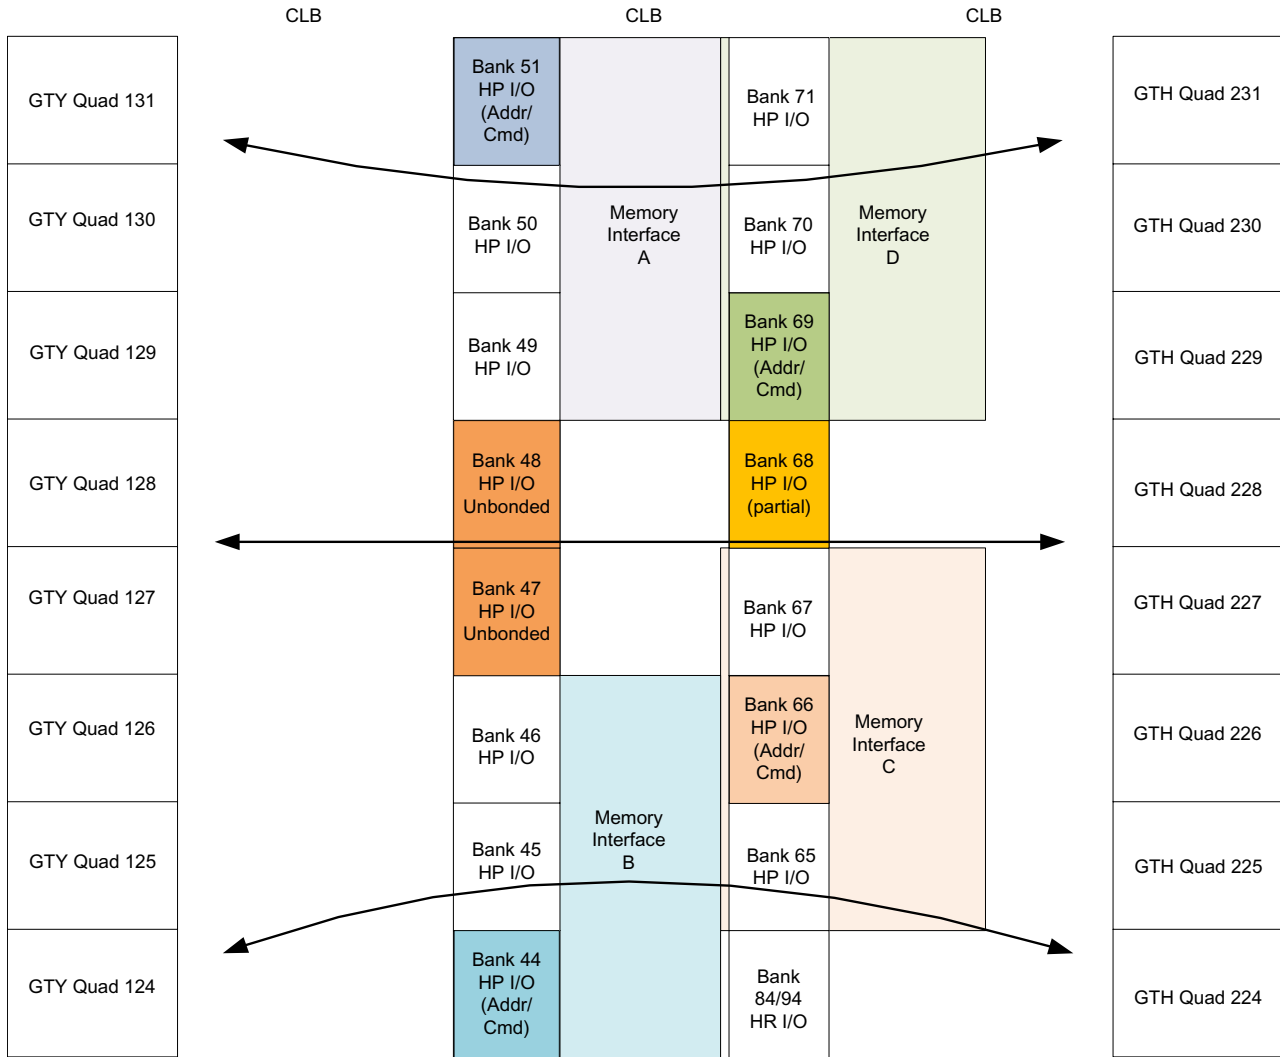 CLB
CLB
CLB
GTY Quad 131
GTY Quad 130
GTY Quad 129
GTY Quad 128
GTY Quad 127
GTY Quad 126
GTY Quad 125
GTY Quad 124
Bank 51
HP I/O
(Addr/
Cmd)
Bank 50
HP I/O
Bank 49
HP I/O
Bank 48
HP I/O
Unbonded
Bank 47
HP I/O
Unbonded
Bank 46
HP I/O
Bank 45
HP I/O
Bank 44
HP I/O
(Addr/
Cmd)
Memory
Interface
A
Memory
Interface
B
Bank 71
HP I/O
Bank 70
HP I/O
Bank 69
HP I/O
(Addr/
Cmd)
Bank 68
HP I/O
(partial)
Bank 67
HP I/O
Bank 66
HP I/O
(Addr/
Cmd)
Bank 65
HP I/O
Bank
84/94
HR I/O
Memory
Interface
D
Memory
Interface
C
GTH Quad 231
GTH Quad 230
GTH Quad 229
GTH Quad 228
GTH Quad 227
GTH Quad 226
GTH Quad 225
GTH Quad 224